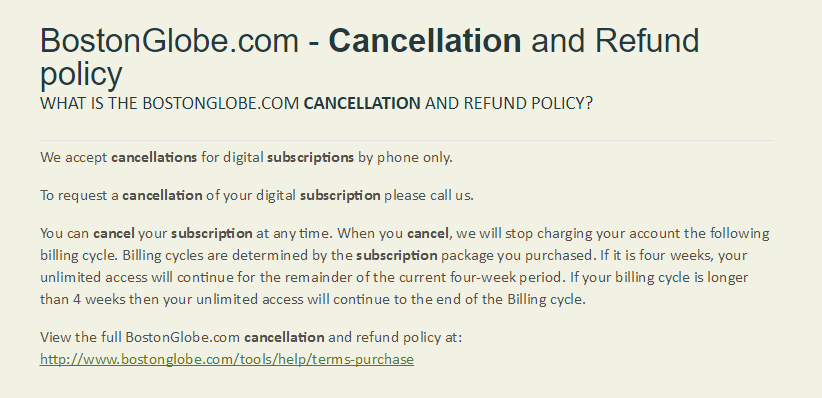 BostonGlobe.com - Cancellation and Refund
policy
WHAT IS THE BOSTONGLOBE.COM CANCELLATION AND REFUND POLICY?
We accept cancellations for digital subscriptions by phone only.
To request a cancellation of your digital subscription please call us.
You can cancel your subscription at any time. When you cancel, we will stop charging your account the following
billing cycle. Billing cycles are determined by the subscription package you purchased. If it is four weeks, your
unlimited access will continue for the remainder of the current four-week period. If your billing cycle is longer
than 4 weeks then your unlimited access will continue to the end of the Billing cycle.
View the full BostonGlobe.com cancellation and refund policy at:
http://www.bostonglobe.com/tools/help/terms-purchase